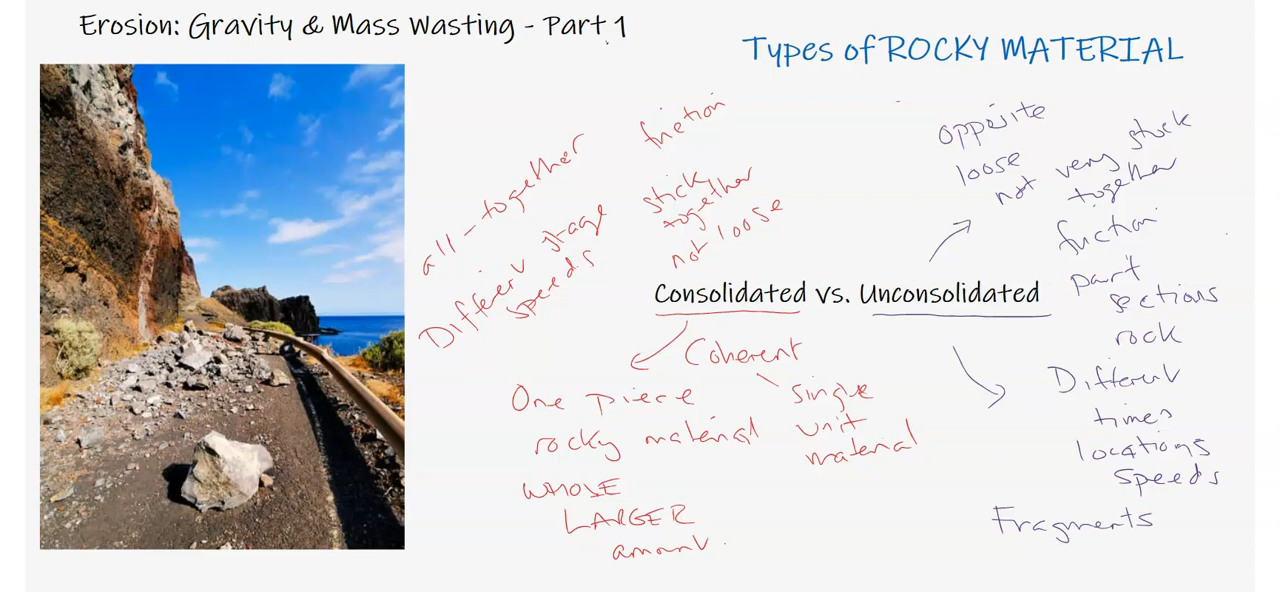 Erosion: Gravity & Mass Wasting - Part 1
Types of ROCKY MATERIAL
all - together
friction
Different stage
speeds
stick
together
not loose
opposite
loose
not very stuck
together
friction
part
sections
rock
Consolidated vs. Unconsolidated
Coherent
One piece
rocky material
WHOLE
LARGER
amount
single
unit
material
Different
times
locations
speeds
Fragments